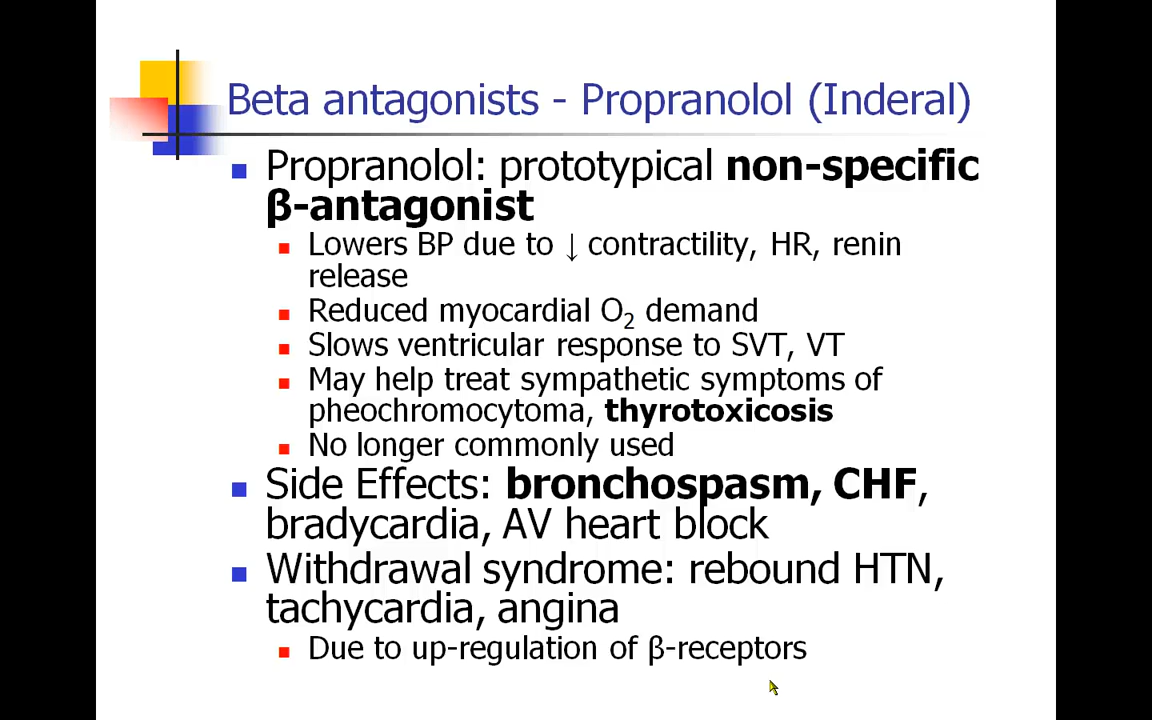 Beta antagonists - Propranolol (Inderal)
Propranolol: prototypical non-specific
β-antagonist
Lowers BP due to ↓ contractility, HR, renin
release
Reduced myocardial O₂ demand
Slows ventricular response to SVT, VT
May help treat sympathetic symptoms of
pheochromocytoma, thyrotoxicosis
No longer commonly used
Side Effects: bronchospasm, CHF,
bradycardia, AV heart block
Withdrawal syndrome: rebound HTN,
tachycardia, angina
Due to up-regulation of β-receptors